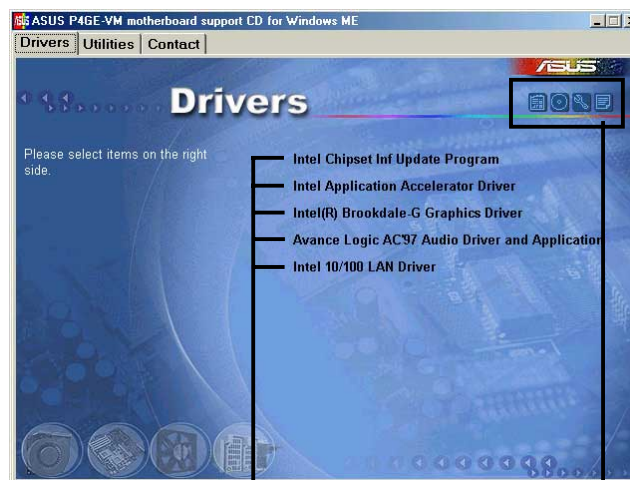 ASUS P4GE-VM motherboard support CD for Windows ME
Drivers Utilities Contact
ASUS
Drivers
Please select items on the right
side.
Intel Chipset Inf Update Program
Intel Application Accelerator Driver
Intel(R) Brookdale-G Graphics Driver
Avance Logic AC'97 Audio Driver and Application
Intel 10/100 LAN Driver